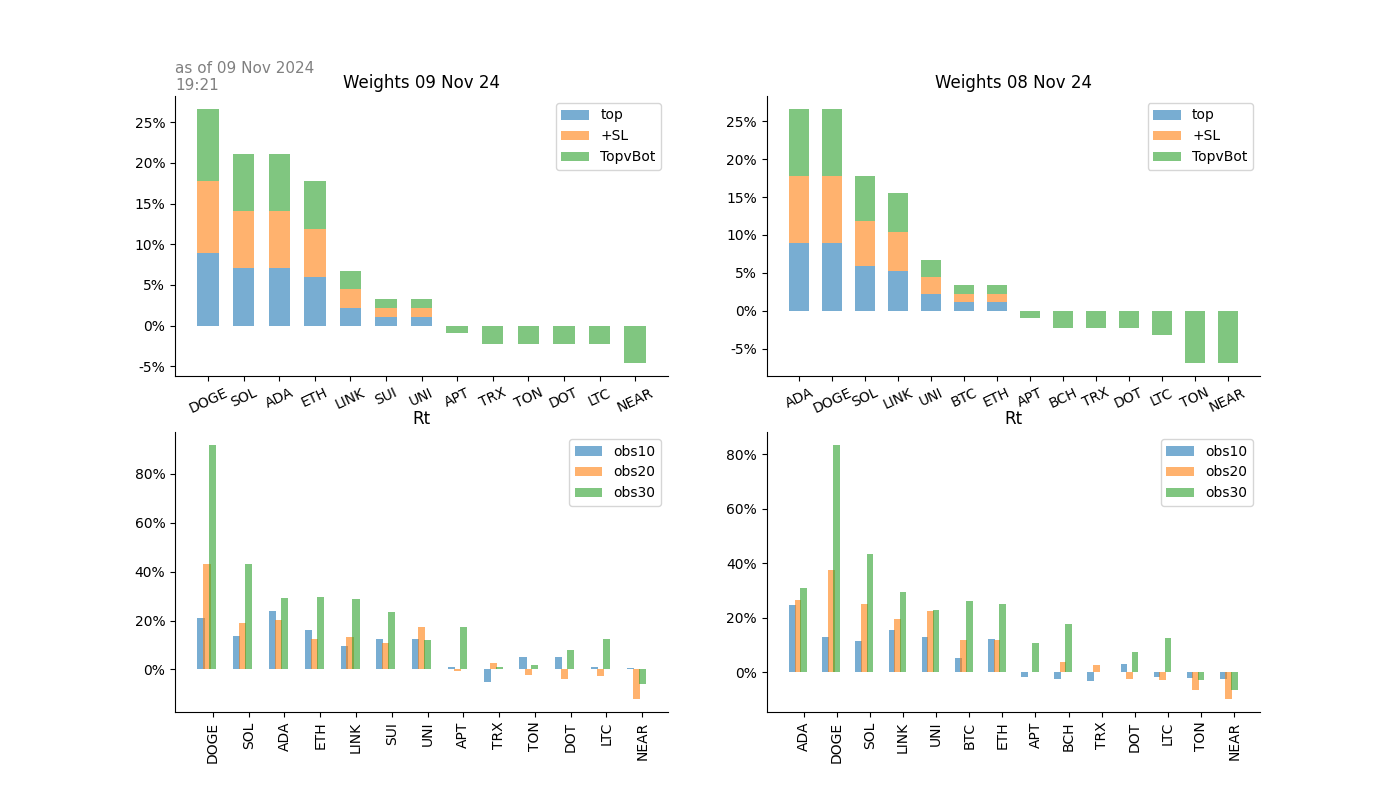 as of 09 Nov 2024
19:21
Weights 09 Nov 24
25%
20%
15%
10%
5%
0%
-5%
top
+SL
TopvBot
DOGE SOL ADA ETH LINK SUI UNI APT TRX TON DOT LTC NEAR
Weights 08 Nov 24
25%
20%
15%
10%
5%
0%
-5%
top
+SL
TopvBot
ADA DOGE SOL LINK UNI BTC ETH APT BCH TRX DOT LTC TON NEAR
Rt
80%
60%
40%
20%
0%
obs10
obs20
obs30
DOGE SOL ADA ETH LINK SUI UNI APT TRX TON DOT LTC NEAR
Rt
80%
60%
40%
20%
0%
obs10
obs20
obs30
ADA DOGE SOL LINK UNI BTC ETH APT BCH TRX DOT LTC TON NEAR